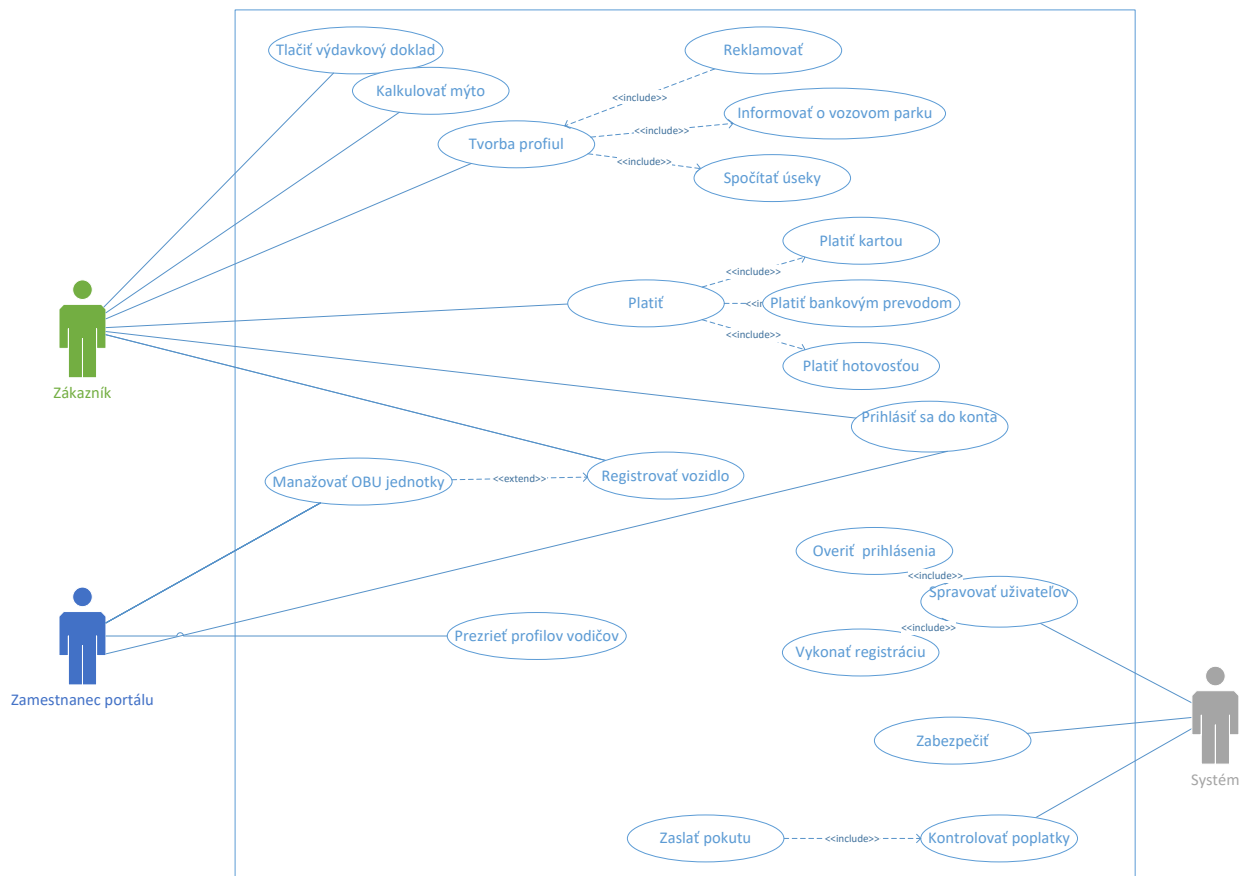 Tlačiť výdavkový doklad
Reklamovať
Kalkulovať mýto
<<include>>
Informovať o vozovom parku
<<include>>
Tvorba profiul
<<include>>
Spočítať úseky
Platiť kartou
<<include>>
Platiť
Platiť bankovým prevodom
<<include>>
Platiť hotovosťou
Zákazník
Prihlásiť sa do konta
Manažovať OBU jednotky
<<extend>>
Registrovať vozidlo
Overiť prihlásenia
<<include>>
Spravovať uživateľov
<<include>>
Prezrieť profilov vodičov
Vykonať registráciu
Zamestnanec portálu
Zabezpečiť
Systém
Zaslať pokutu
<<include>>
Kontrolovať poplatky